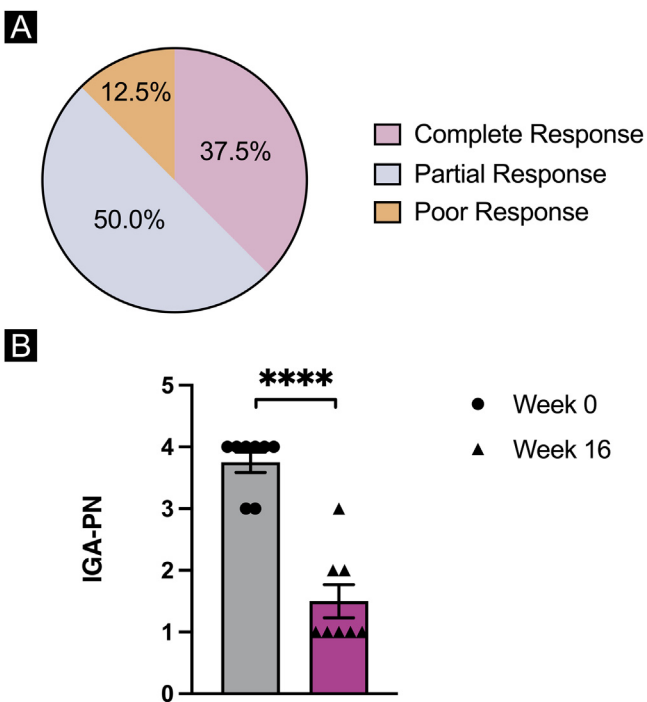 A
12.5%
37.5%
50.0%
Complete Response
Partial Response
Poor Response
B
****
5
4
3
2
1
0
IGA-PN
Week 0
Week 16